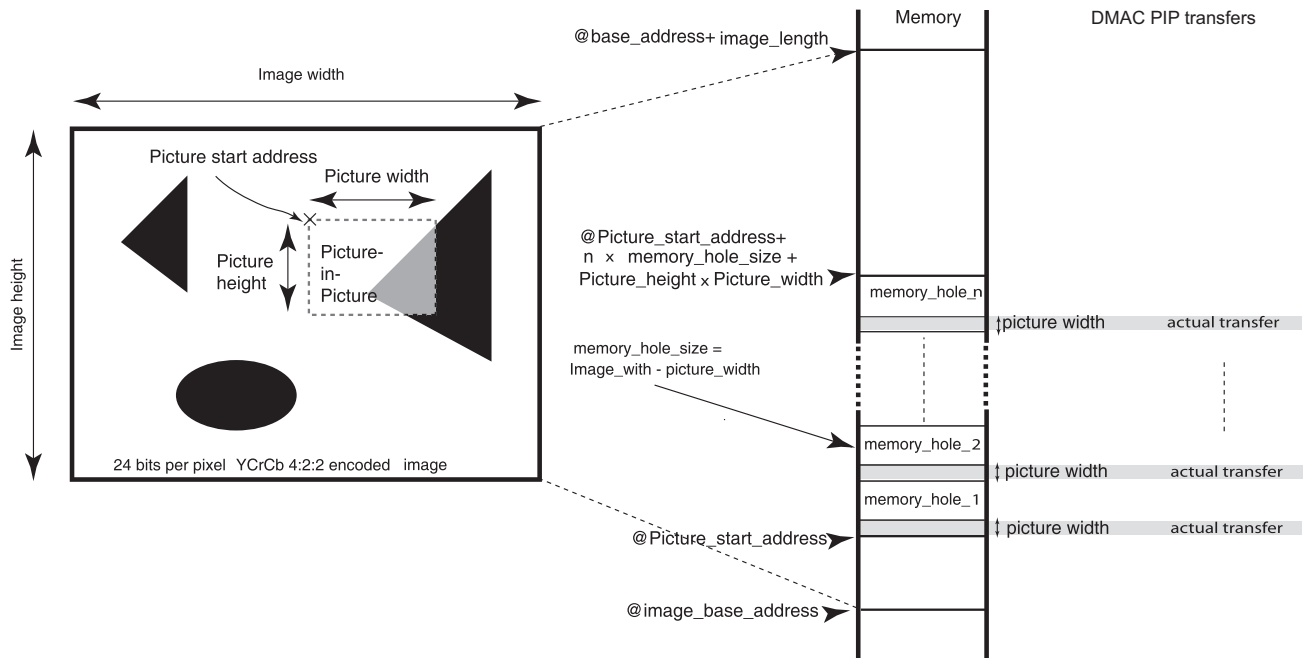 Memory
DMAC PIP transfers
@base_address+ image_length
Image width
Picture start address
Picture width
Image height
Picture
height
Picture-
in-
Picture
24 bits per pixel YCrCb 4:2:2 encoded image
@Picture_start_address+
n x memory_hole_size +
Picture_height x Picture_width
memory_hole_size =
Image_with - picture_width
@Picture_start_address
@image_base_address
memory_hole_n
picture width actual transfer
memory_hole_2
picture width actual transfer
memory_hole_1
picture width actual transfer